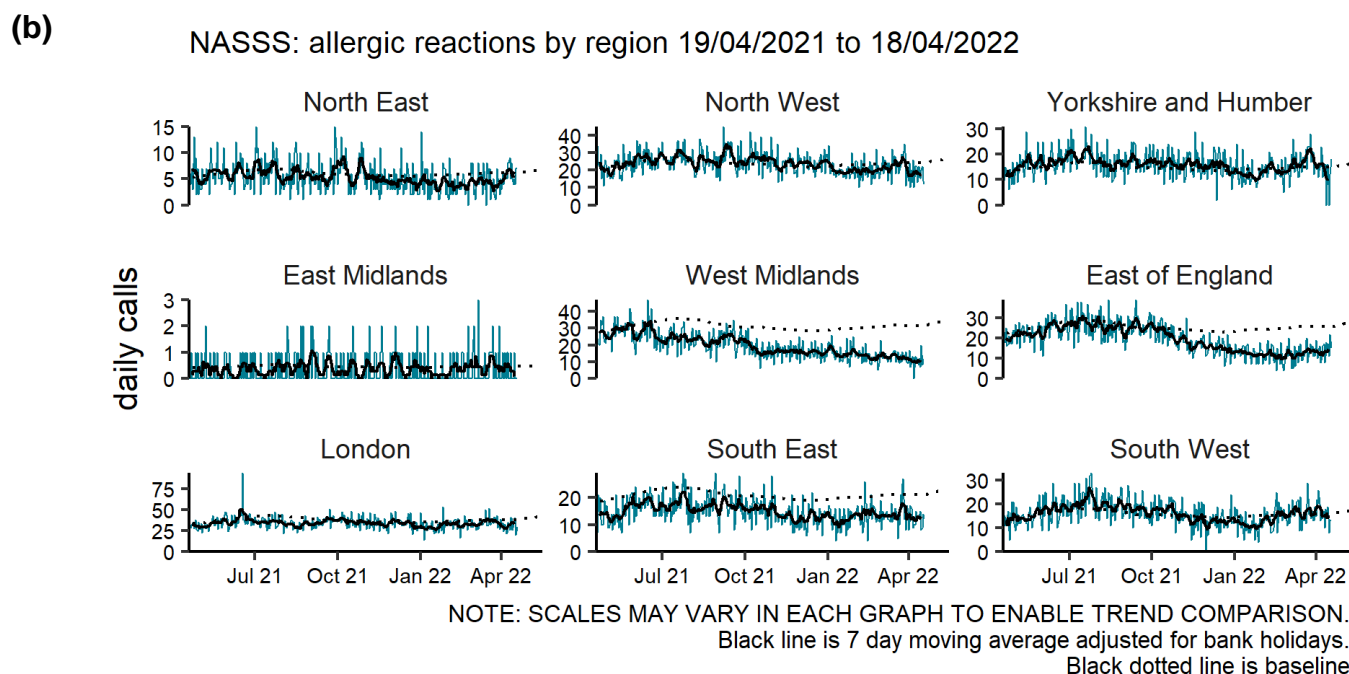 (b)
NASSS: allergic reactions by region 19/04/2021 to 18/04/2022
North East
North West
Yorkshire and Humber
15
10
5
0
40
30
20
10
0
30
20
10
0
East Midlands
West Midlands
East of England
3
2
1
0
40
30
20
10
0
30
20
10
0
daily calls
London
South East
South West
75
50
25
0
20
10
0
30
20
10
0
Jul 21 Oct 21 Jan 22 Apr 22
Jul 21 Oct 21 Jan 22 Apr 22
Jul 21 Oct 21 Jan 22 Apr 22
NOTE: SCALES MAY VARY IN EACH GRAPH TO ENABLE TREND COMPARISON.
Black line is 7 day moving average adjusted for bank holidays.
Black dotted line is baseline